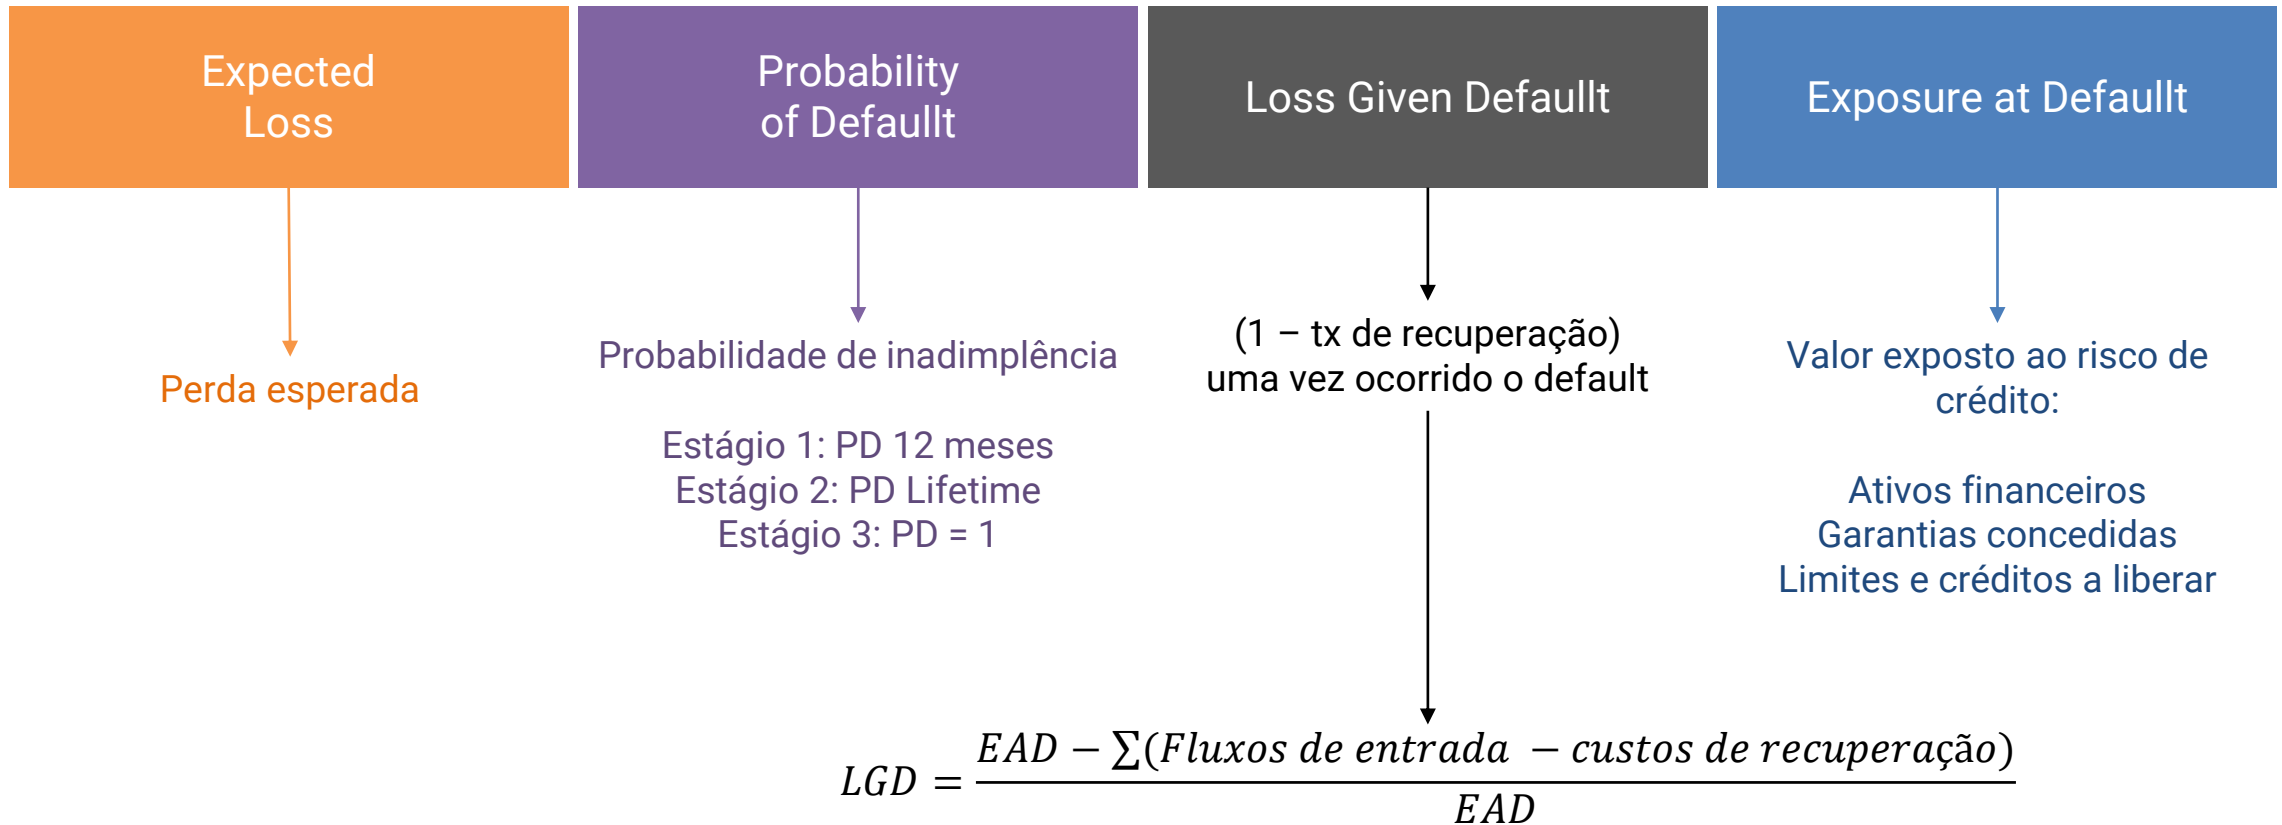 Expected
Loss
Probability
of Defaullt
Loss Given Defaullt
Exposure at Defaullt
Perda esperada
Probabilidade de inadimplência
Estágio 1: PD 12 meses
Estágio 2: PD Lifetime
Estágio 3: PD = 1
(1 – tx de recuperação)
uma vez ocorrido o default
Valor exposto ao risco de
crédito:
Ativos financeiros
Garantias concedidas
Limites e créditos a liberar
EAD − ∑(Fluxos de entrada − custos de recuperação)
LGD =
EAD